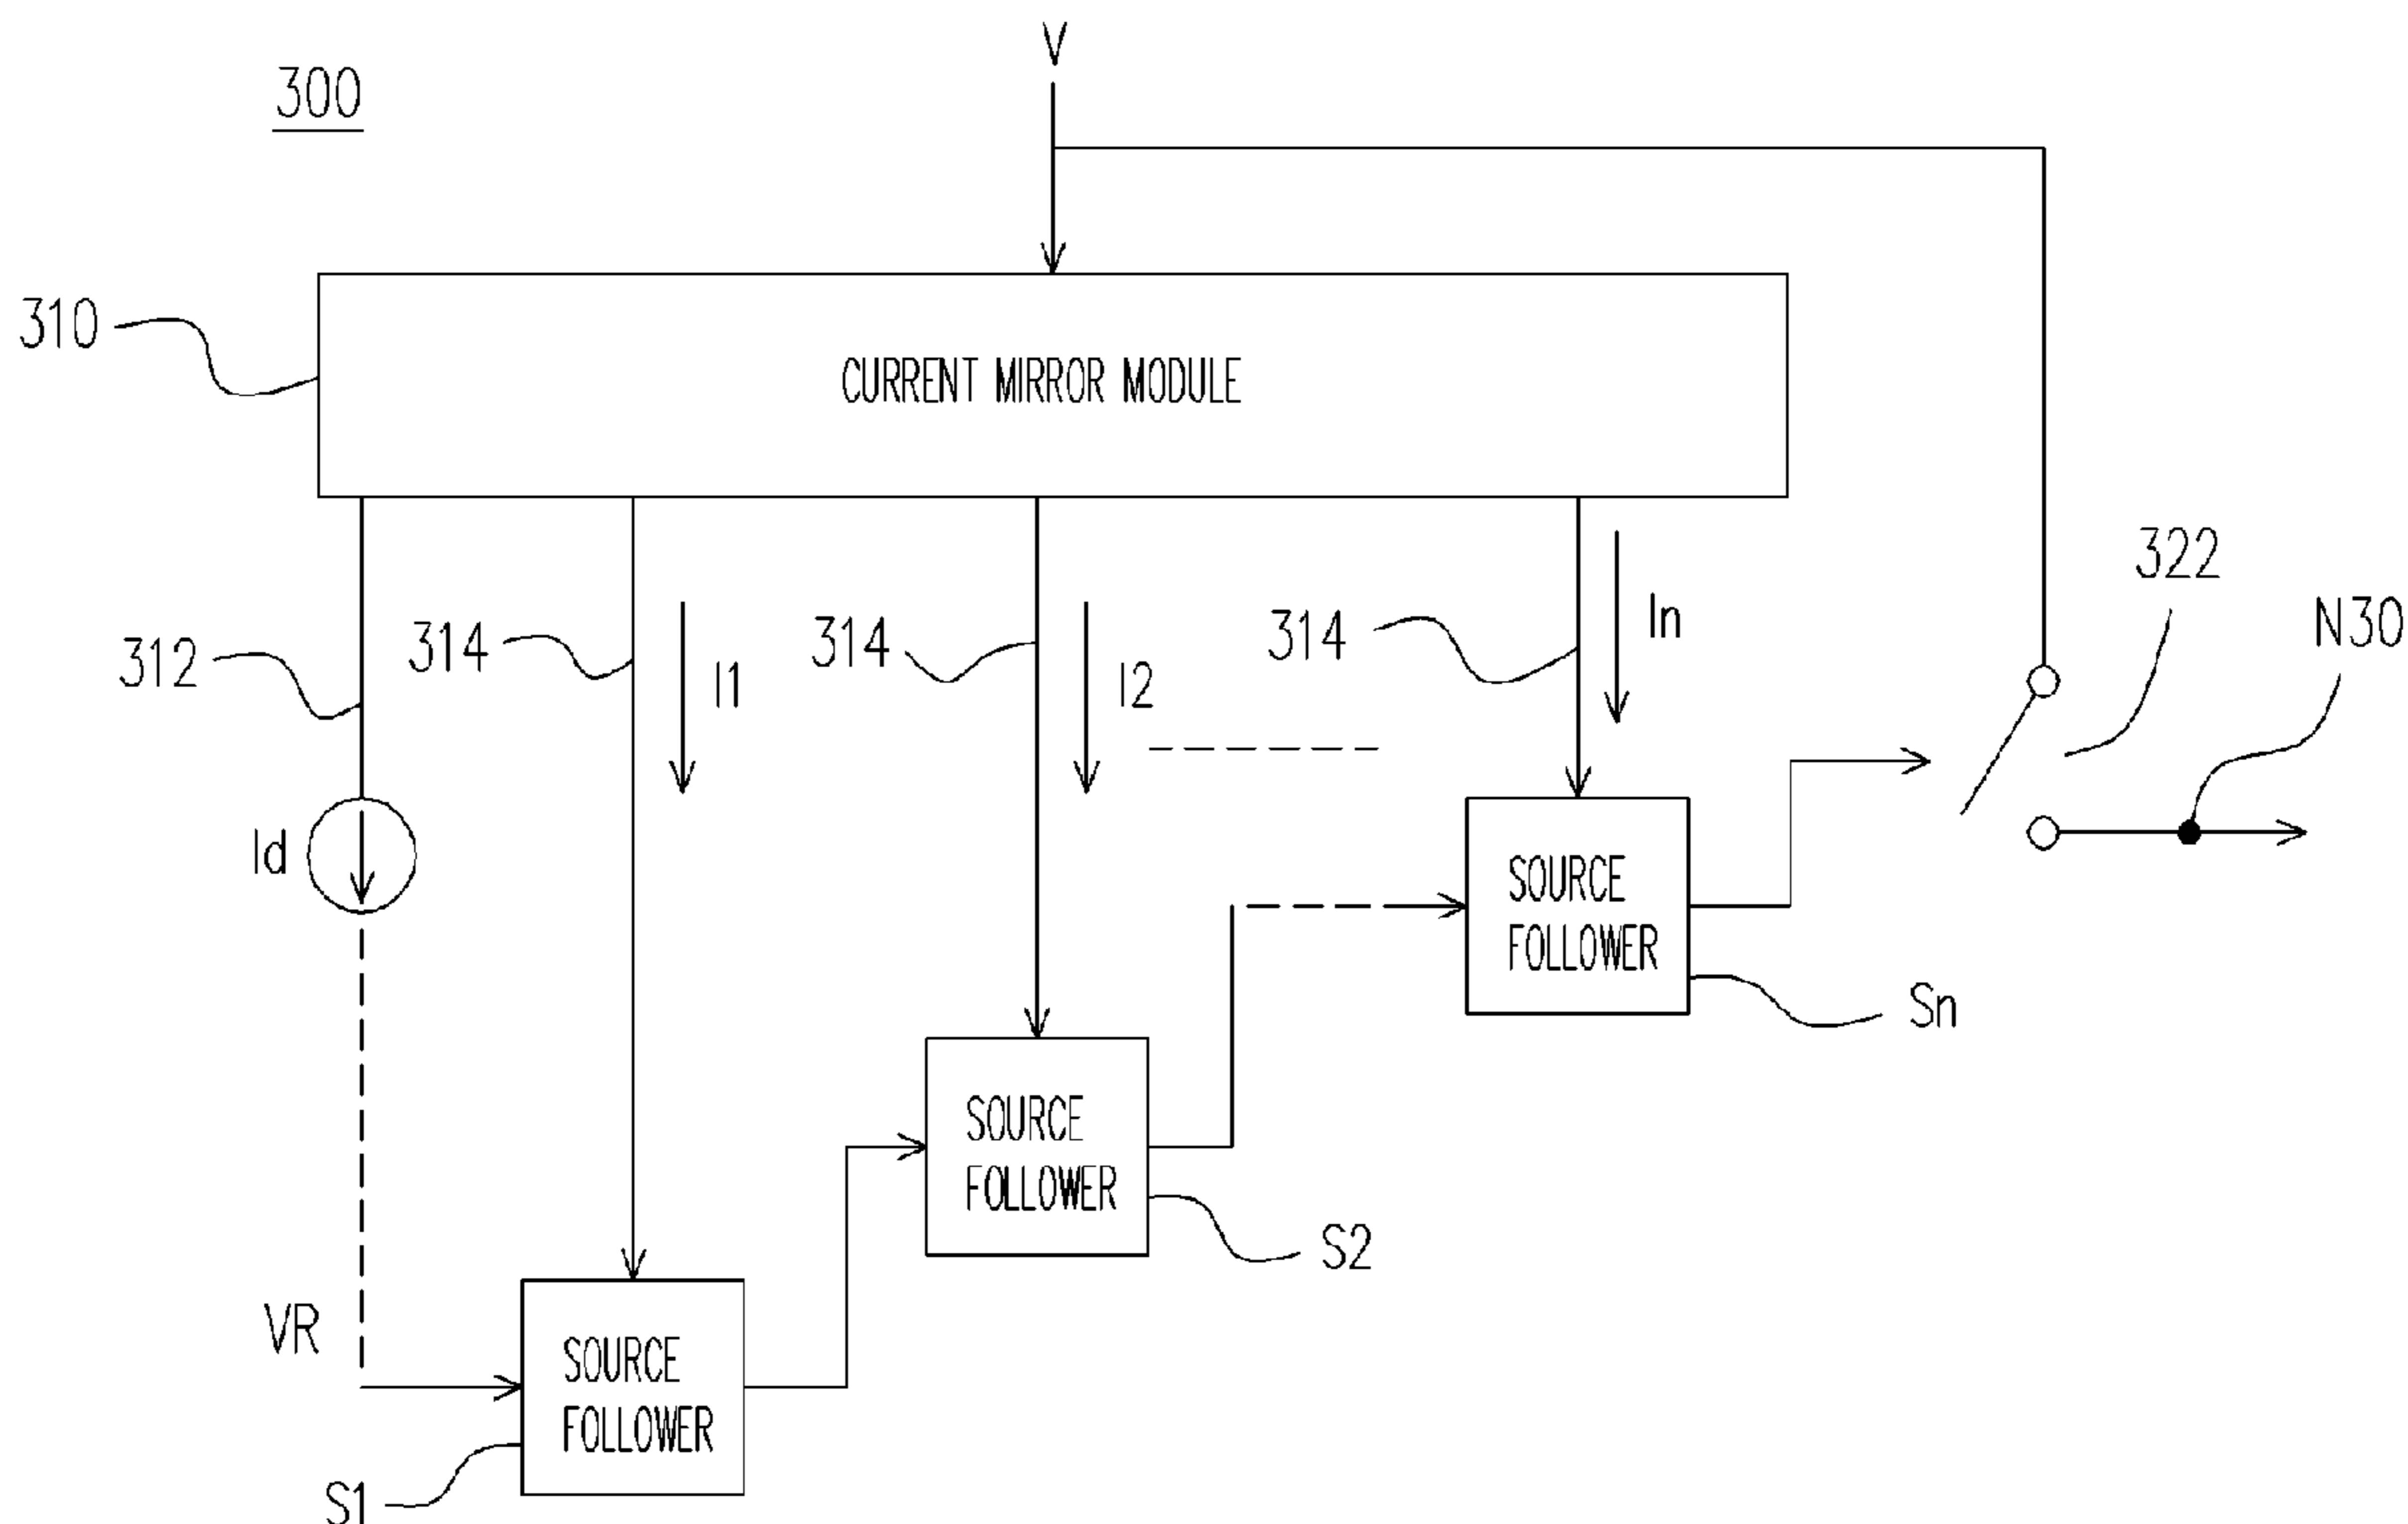 V
300
310
CURRENT MIRROR MODULE
322
N30
312
314
I1
314
I2
314
In
Id
SOURCE
FOLLOWER
Sn
SOURCE
FOLLOWER
S2
VR
SOURCE
FOLLOWER
S1